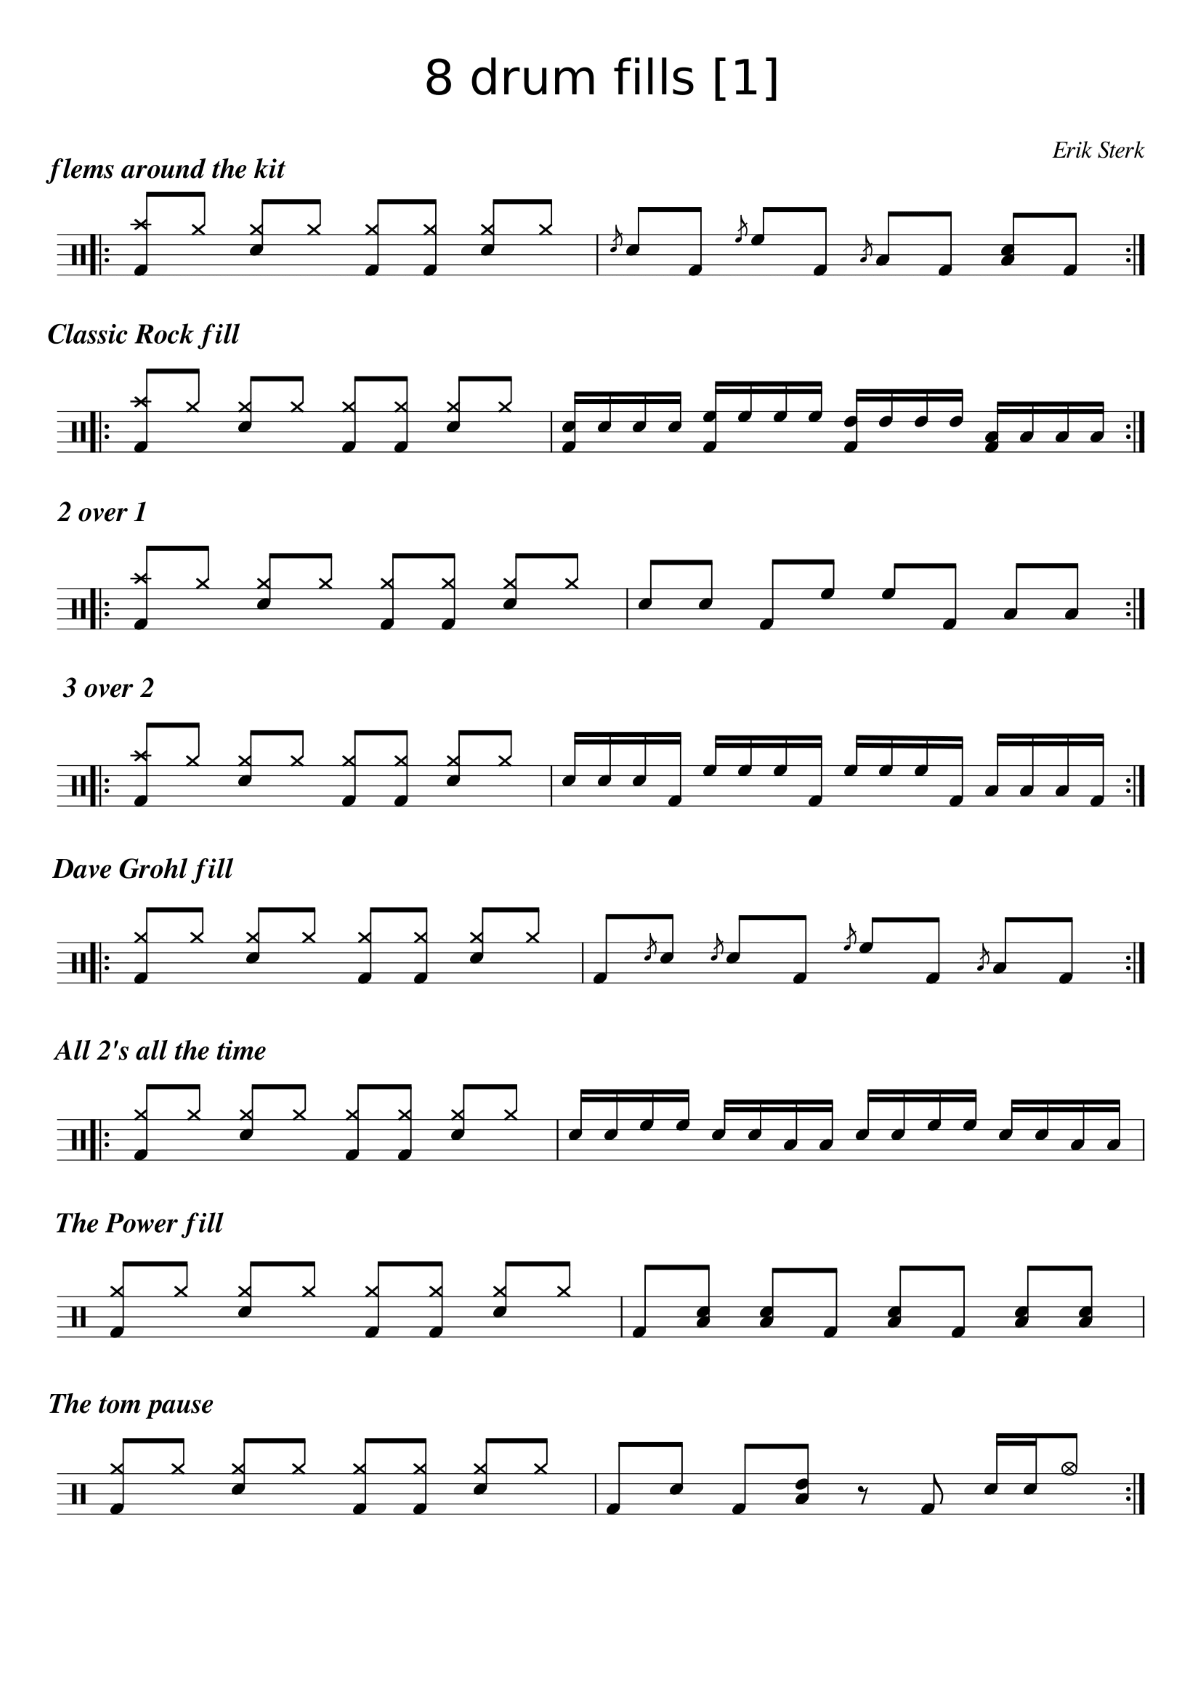 8 drum fills [1]
Erik Sterk
flems around the kit
Classic Rock fill
2 over 1
3 over 2
Dave Grohl fill
All 2's all the time
The Power fill
The tom pause